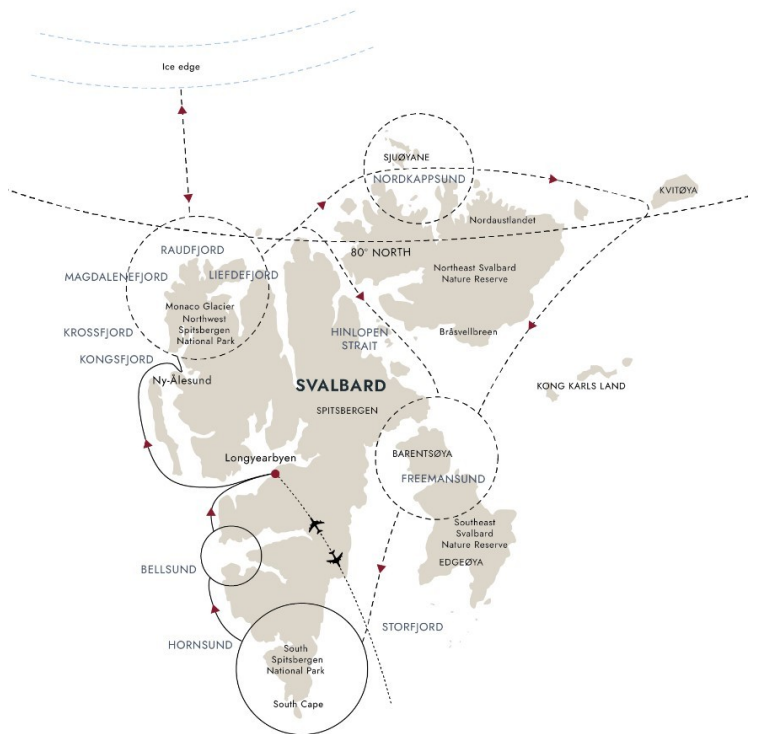 Ice edge
SJUØYANE
NORDKAPPSUND
KVITØYA
Nordaustlandet
RAUDFJORD
80° NORTH
MAGDALENEFJORD
LIEFDEFJORD
Northeast Svalbard
Nature Reserve
Monaco Glacier
Northwest
Spitsbergen
National Park
KROSSFJORD
HINLOPEN
STRAIT
Bråsvellbreen
KONGSFJORD
Ny-Ålesund
SVALBARD
KONG KARLS LAND
SPITSBERGEN
BARENTSØYA
Longyearbyen
FREEMANSUND
Southeast
Svalbard
Nature Reserve
EDGEØYA
BELLSUND
STORFJORD
HORNSUND
South
Spitsbergen
National Park
South Cape